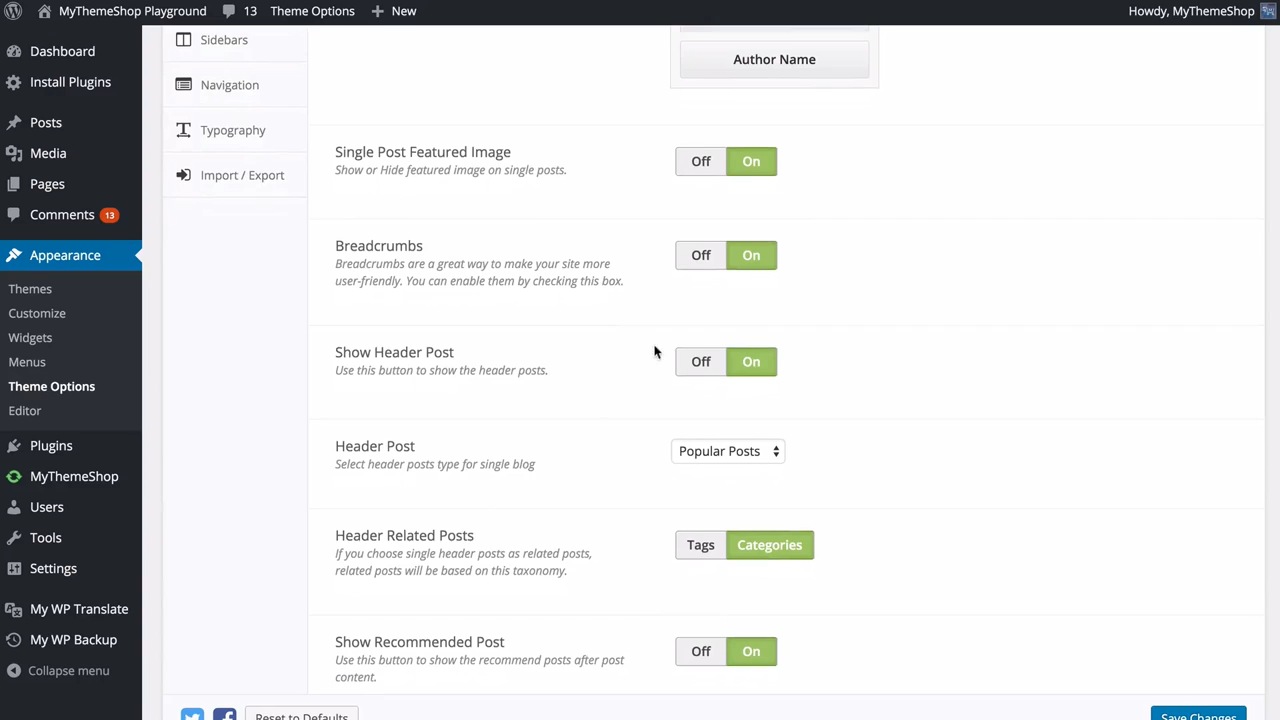 MyThemeShop Playground 13 Theme Options New Howdy, MyThemeShop
Dashboard
Install Plugins
Posts
Media
Pages
Comments 13
Appearance
Themes
Customize
Widgets
Menus
Theme Options
Editor
Plugins
MyThemeShop
Users
Tools
Settings
My WP Translate
My WP Backup
Collapse menu
Sidebars
Navigation
Typography
Import / Export
Author Name
Single Post Featured Image
Show or Hide featured image on single posts.
Off On
Breadcrumbs
Breadcrumbs are a great way to make your site more
user-friendly. You can enable them by checking this box.
Off On
Show Header Post
Use this button to show the header posts.
Off On
Header Post
Select header posts type for single blog
Popular Posts
Header Related Posts
If you choose single header posts as related posts,
related posts will be based on this taxonomy.
Tags Categories
Show Recommended Post
Use this button to show the recommend posts after post
content.
Off On
Reset to Defaults
Save Changes